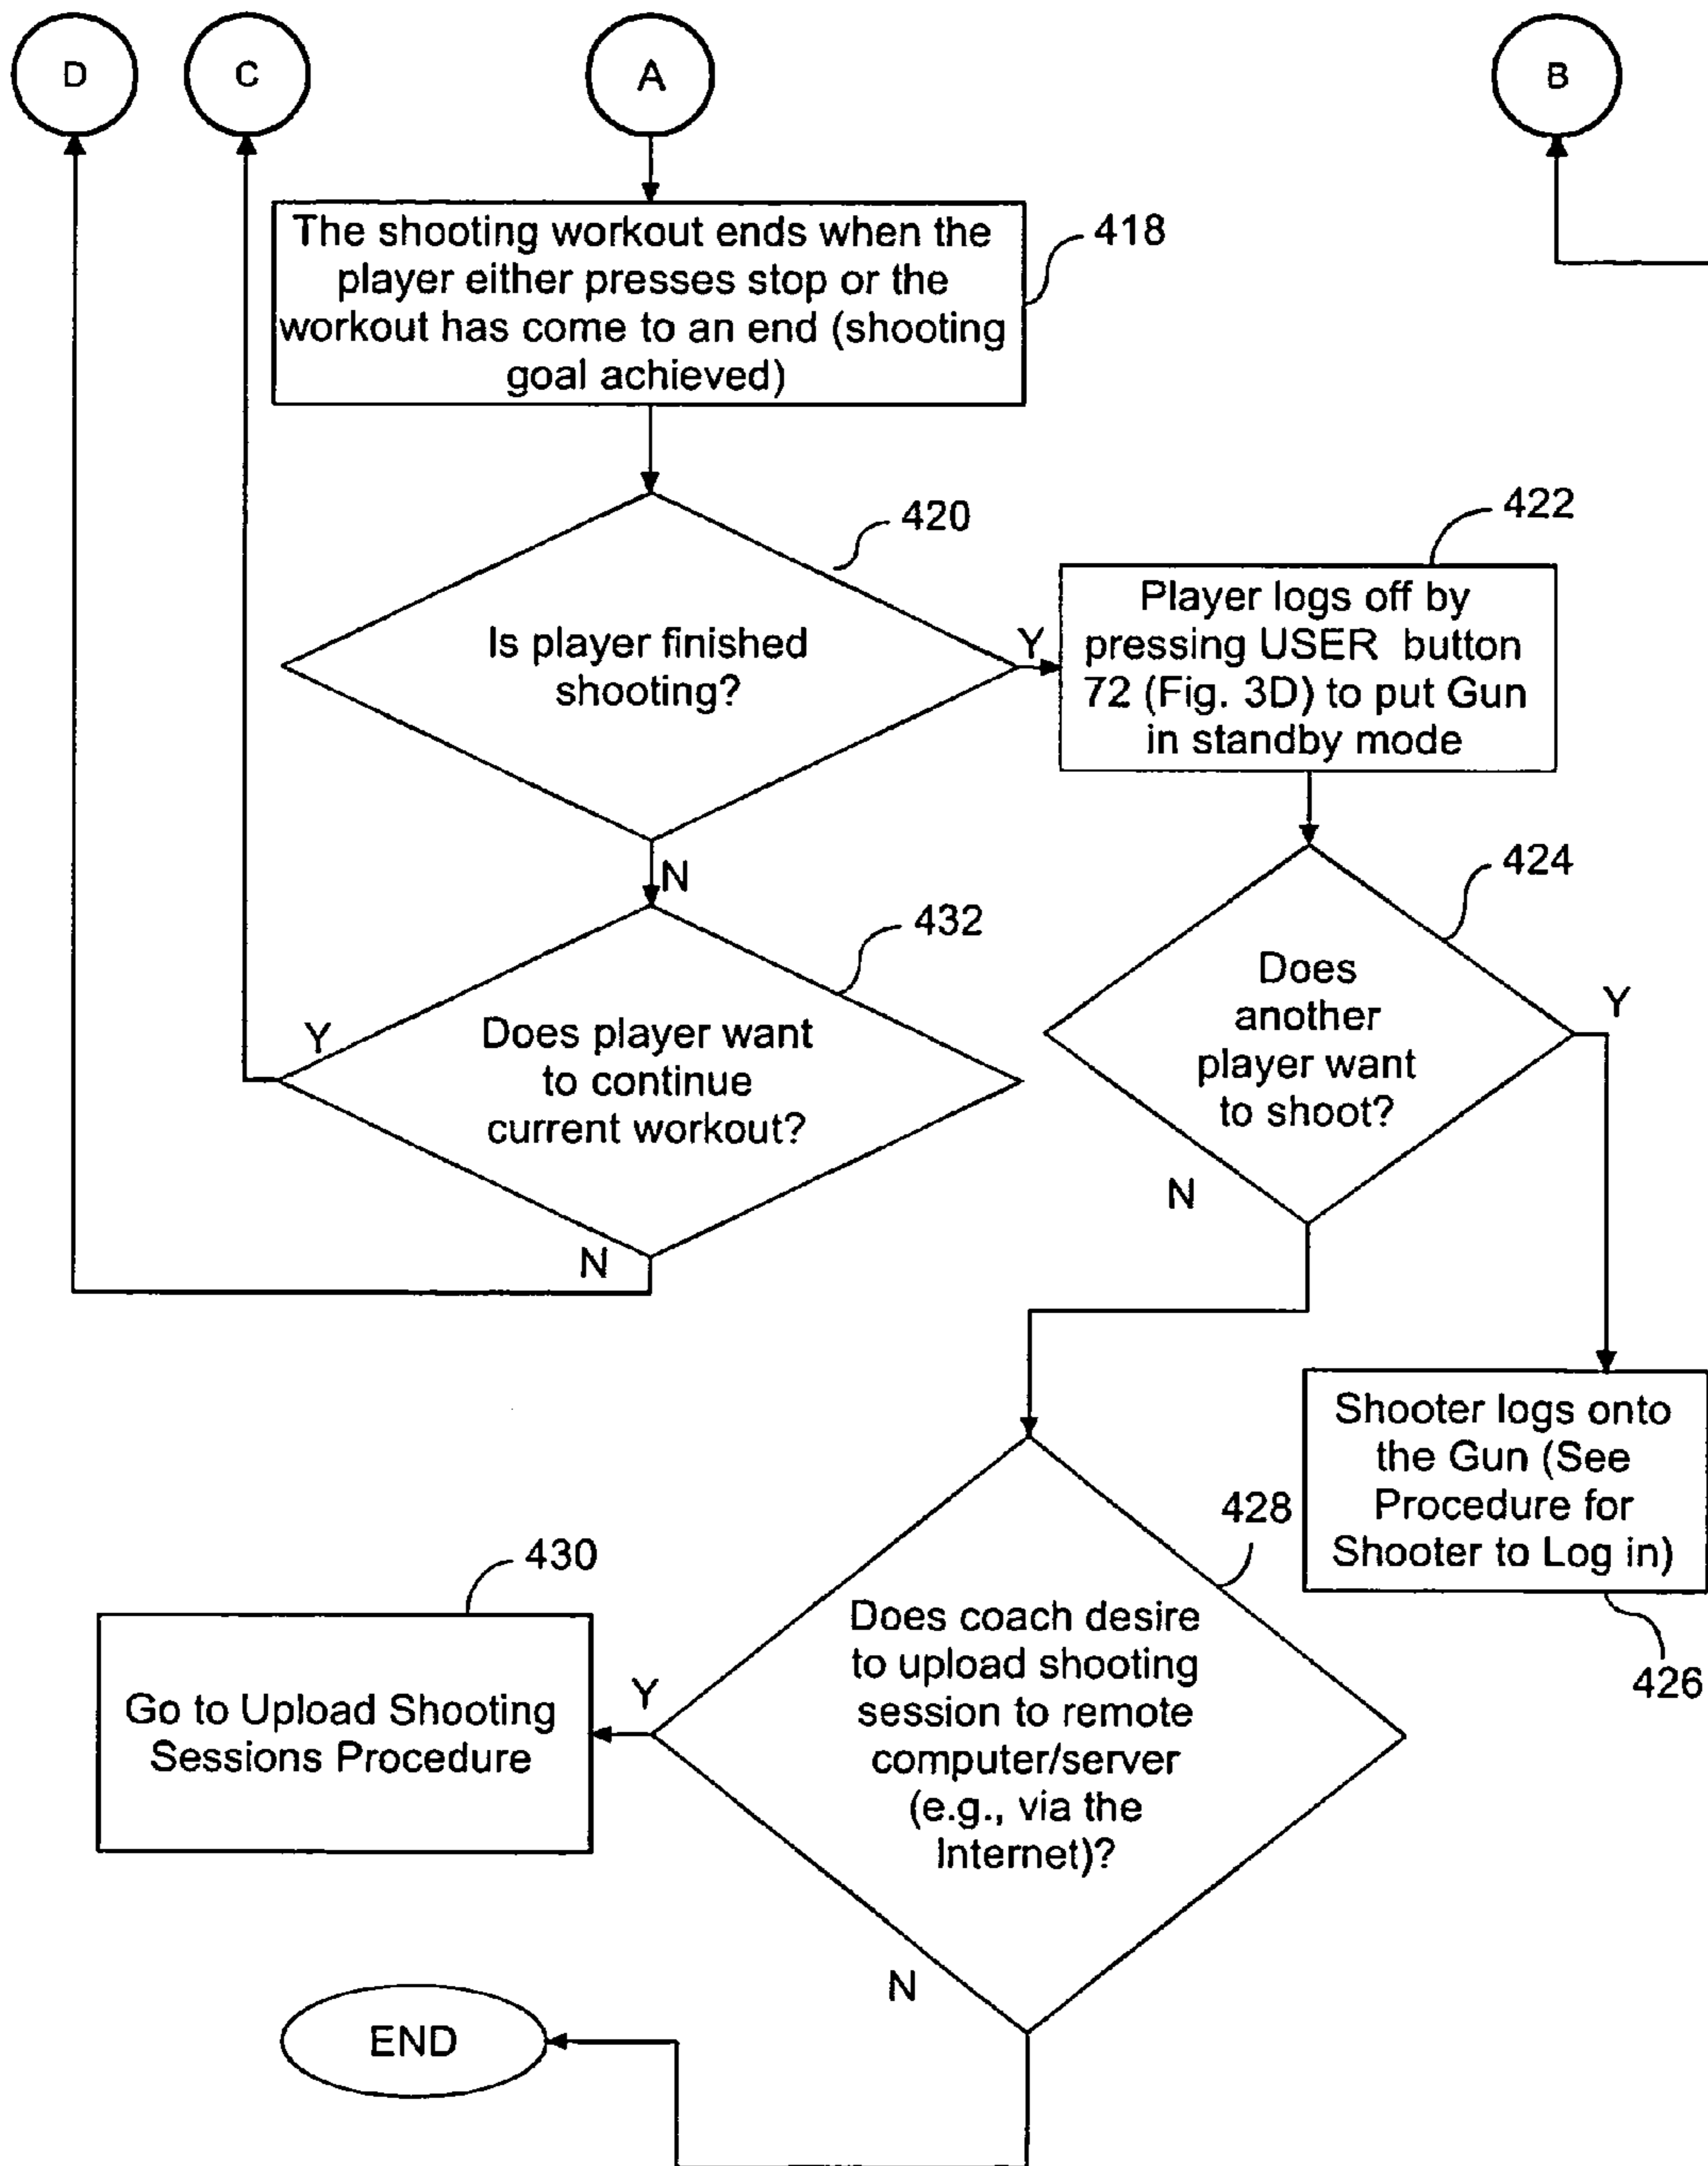 D
C
A
B
The shooting workout ends when the
player either presses stop or the
workout has come to an end (shooting
goal achieved)
418
420
Is player finished
shooting?
Y
N
422
Player logs off by
pressing USER button
72 (Fig. 3D) to put Gun
in standby mode
424
Does
another
player want
to shoot?
Y
N
432
Does player want
to continue
current workout?
Y
N
Shooter logs onto
the Gun (See
Procedure for
Shooter to Log in)
426
428
Does coach desire
to upload shooting
session to remote
computer/server
(e.g., via the
Internet)?
Y
N
430
Go to Upload Shooting
Sessions Procedure
END